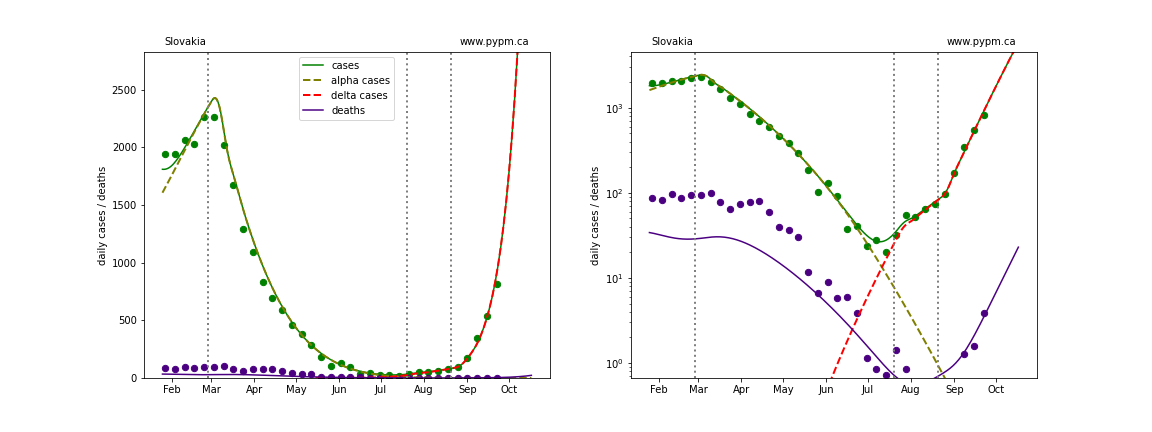 Slovakia
www.pypm.ca
2500
2000
1500
1000
500
0
daily cases / deaths
cases
alpha cases
delta cases
deaths
Feb Mar Apr May Jun Jul Aug Sep Oct
Slovakia
www.pypm.ca
10³
10²
10¹
10⁰
daily cases / deaths
Feb Mar Apr May Jun Jul Aug Sep Oct